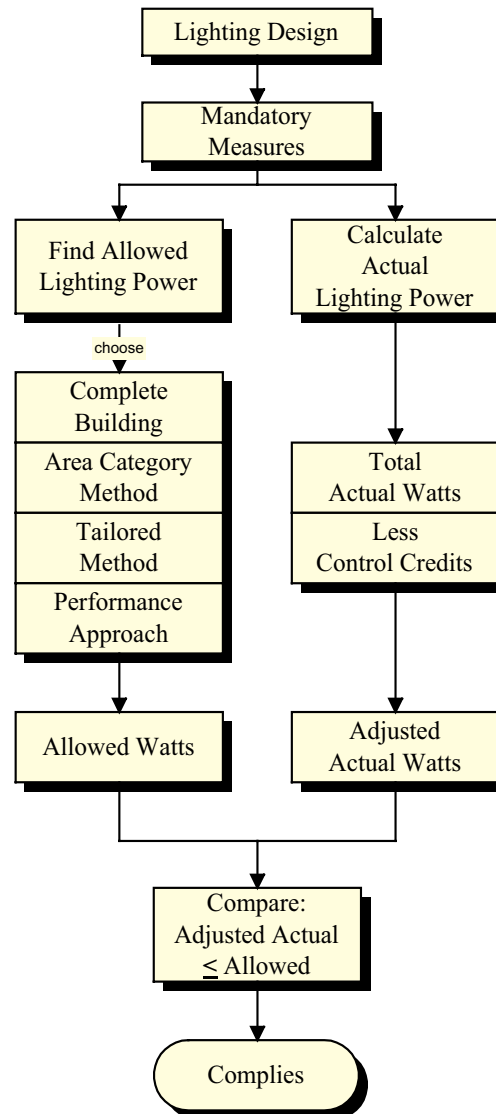 Lighting Design
Mandatory
Measures
Find Allowed
Lighting Power
Calculate
Actual
Lighting Power
choose
Complete
Building
Area Category
Method
Tailored
Method
Performance
Approach
Total
Actual Watts
Less
Control Credits
Allowed Watts
Adjusted
Actual Watts
Compare:
Adjusted Actual
≤ Allowed
Complies